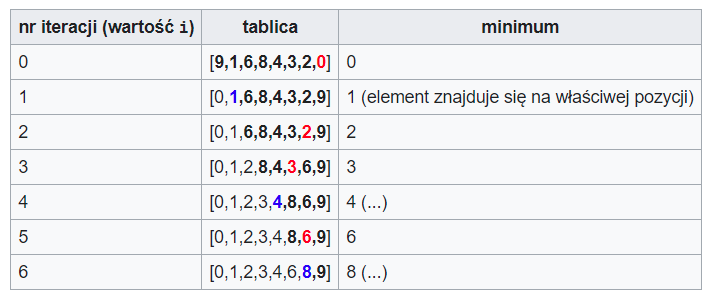 nr iteracji (wartość i) tablica minimum
0 [9,1,6,8,4,3,2,0] 0
1 [0,1,6,8,4,3,2,9] 1 (element znajduje się na właściwej pozycji)
2 [0,1,6,8,4,3,2,9] 2
3 [0,1,2,8,4,3,6,9] 3
4 [0,1,2,3,4,8,6,9] 4 (...)
5 [0,1,2,3,4,8,6,9] 6
6 [0,1,2,3,4,6,8,9] 8 (...)